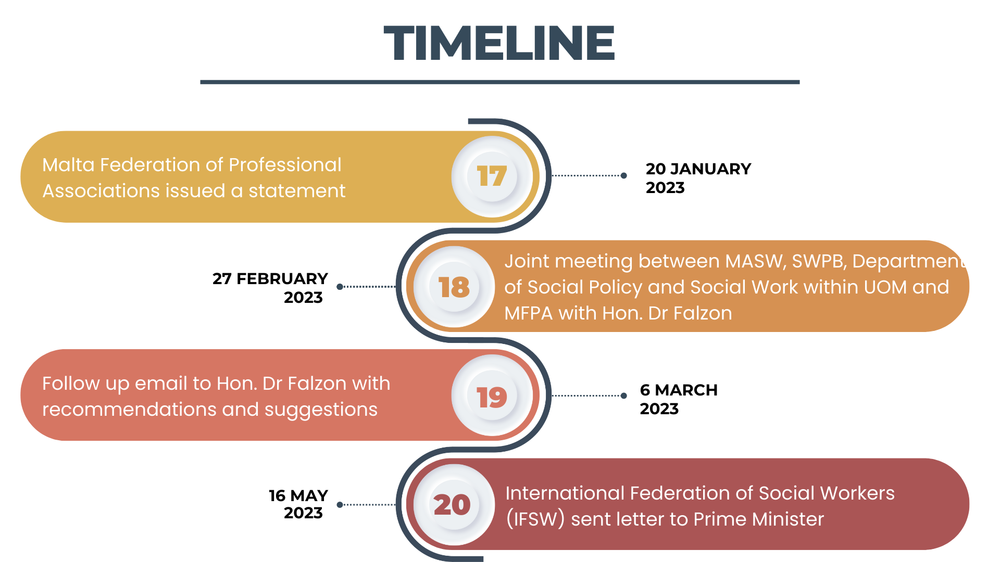 TIMELINE
Malta Federation of Professional
Associations issued a statement
17
20 JANUARY
2023
27 FEBRUARY
2023
18
Joint meeting between MASW, SWPB, Department
of Social Policy and Social Work within UOM and
MFPA with Hon. Dr Falzon
Follow up email to Hon. Dr Falzon with
recommendations and suggestions
19
6 MARCH
2023
16 MAY
2023
20
International Federation of Social Workers
(IFSW) sent letter to Prime Minister